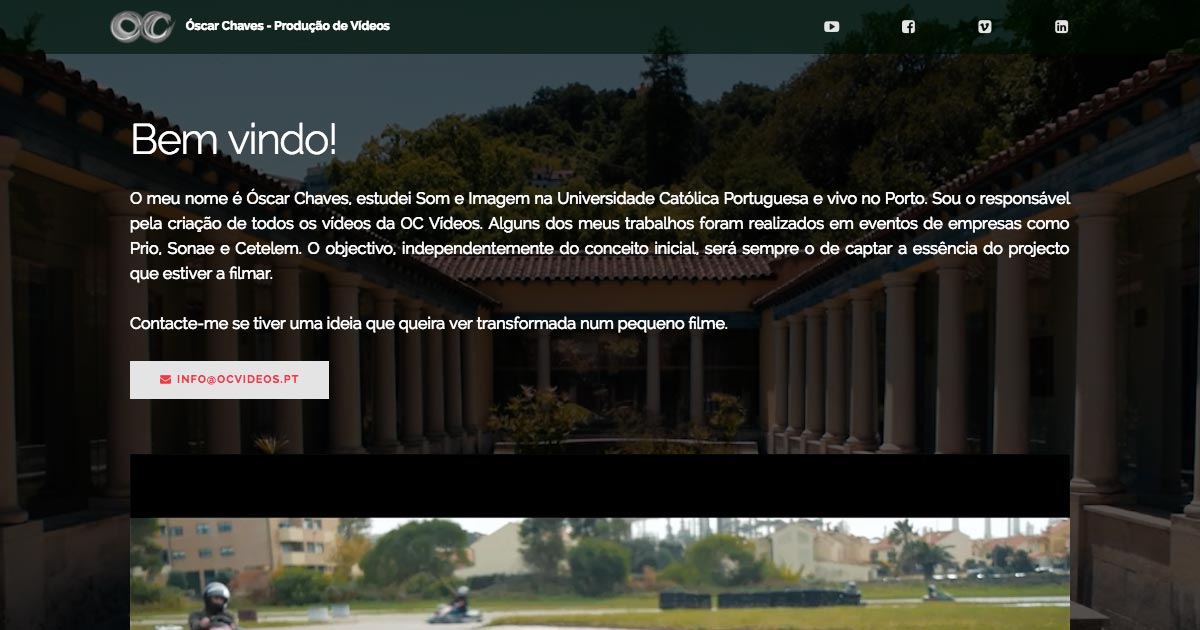 OC Óscar Chaves - Produção de Vídeos
Bem vindo!
O meu nome é Óscar Chaves, estudei Som e Imagem na Universidade Católica Portuguesa e vivo no Porto. Sou o responsável
pela criação de todos os vídeos da OC Vídeos. Alguns dos meus trabalhos foram realizados em eventos de empresas como
Prio, Sonae e Cetelem. O objectivo, independentemente do conceito inicial, será sempre o de captar a essência do projecto
que estiver a filmar.
Contacte-me se tiver uma ideia que queira ver transformada num pequeno filme.
INFO@OCVIDEOS.PT